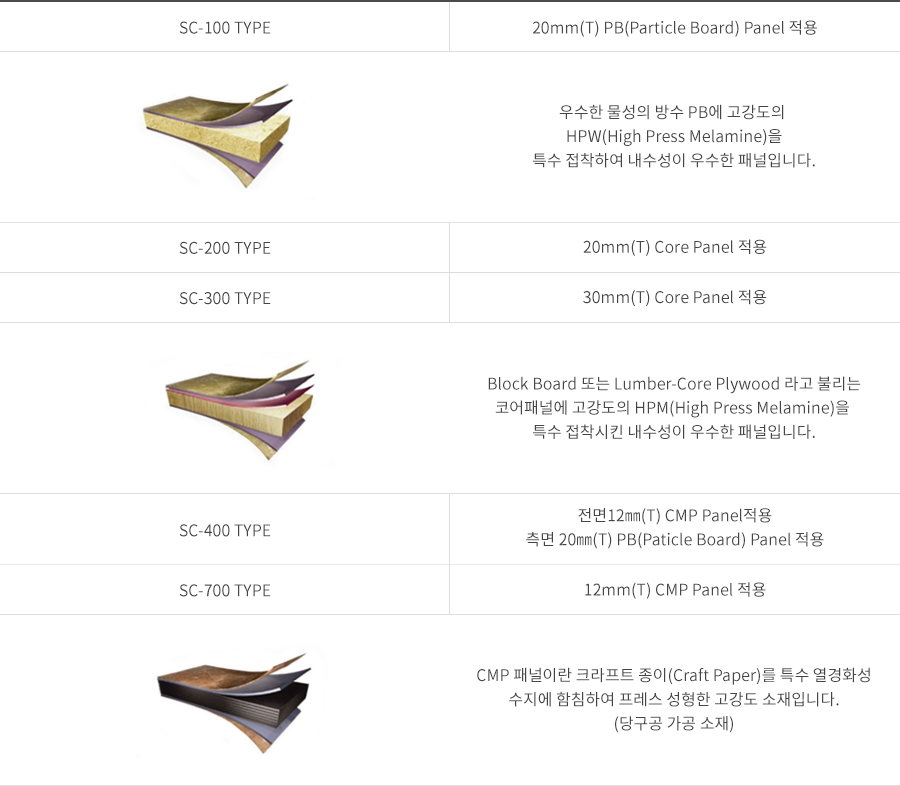 SC-100 TYPE
20mm(T) PB(Particle Board) Panel 적용
우수한 물성의 방수 PB에 고강도의
HPW(High Press Melamine)을
특수 접착하여 내수성이 우수한 패널입니다.
SC-200 TYPE
20mm(T) Core Panel 적용
SC-300 TYPE
30mm(T) Core Panel 적용
Block Board 또는 Lumber-Core Plywood 라고 불리는
코어패널에 고강도의 HPM(High Press Melamine)을
특수 접착시킨 내수성이 우수한 패널입니다.
SC-400 TYPE
전면12㎜(T) CMP Panel적용
측면 20㎜(T) PB(Paticle Board) Panel 적용
SC-700 TYPE
12mm(T) CMP Panel 적용
CMP 패널이란 크라프트 종이(Craft Paper)를 특수 열경화성
수지에 함침하여 프레스 성형한 고강도 소재입니다.
(당구공 가공 소재)